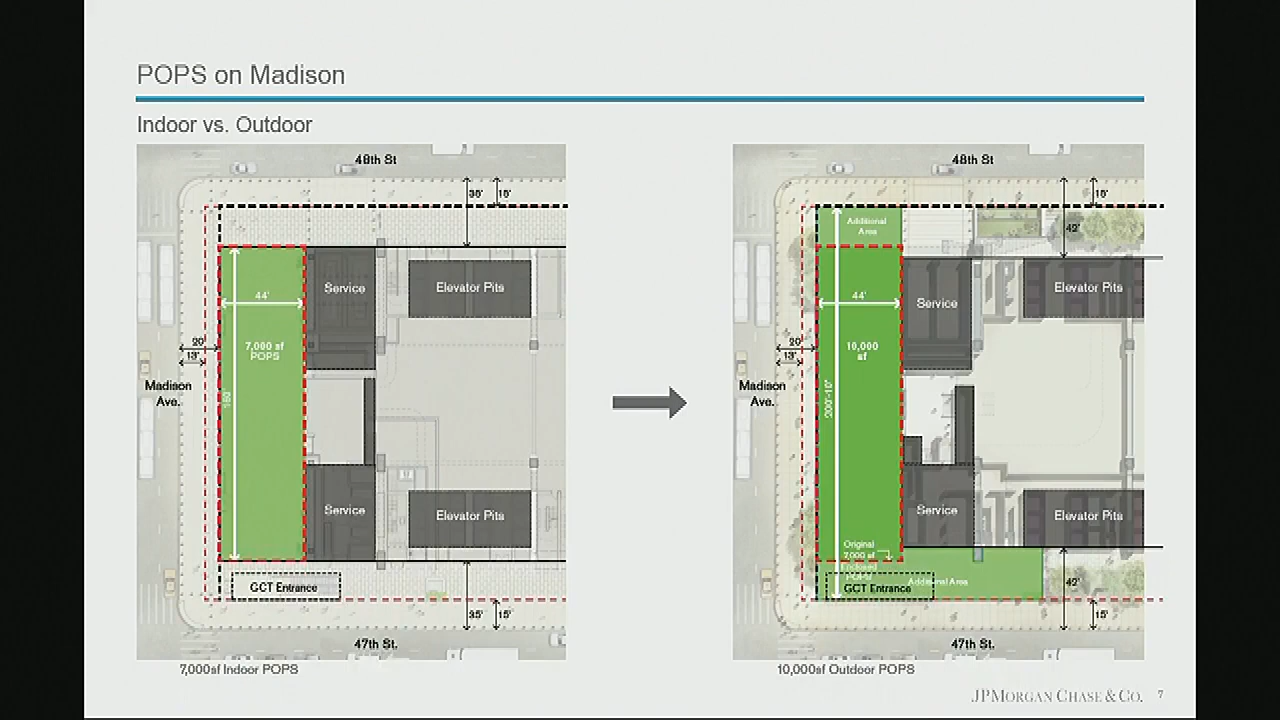 POPS on Madison
Indoor vs. Outdoor
48th St
35'
15'
Service
Elevator Pits
44'
7,000 sf
POPS
20'
13'
Madison
Ave.
180'
Service
Elevator Pits
GCT Entrance
35'
15'
47th St.
7,000sf Indoor POPS
48th St
15'
Additional
Area
42'
Service
Elevator Pits
44'
10,000
sf
20'
13'
Madison
Ave.
200'-10"
Service
Elevator Pits
Original
7,000 sf
Enclosed
POPS
Additional Area
GCT Entrance
42'
15'
47th St.
10,000sf Outdoor POPS
JPMORGAN CHASE & CO. 7